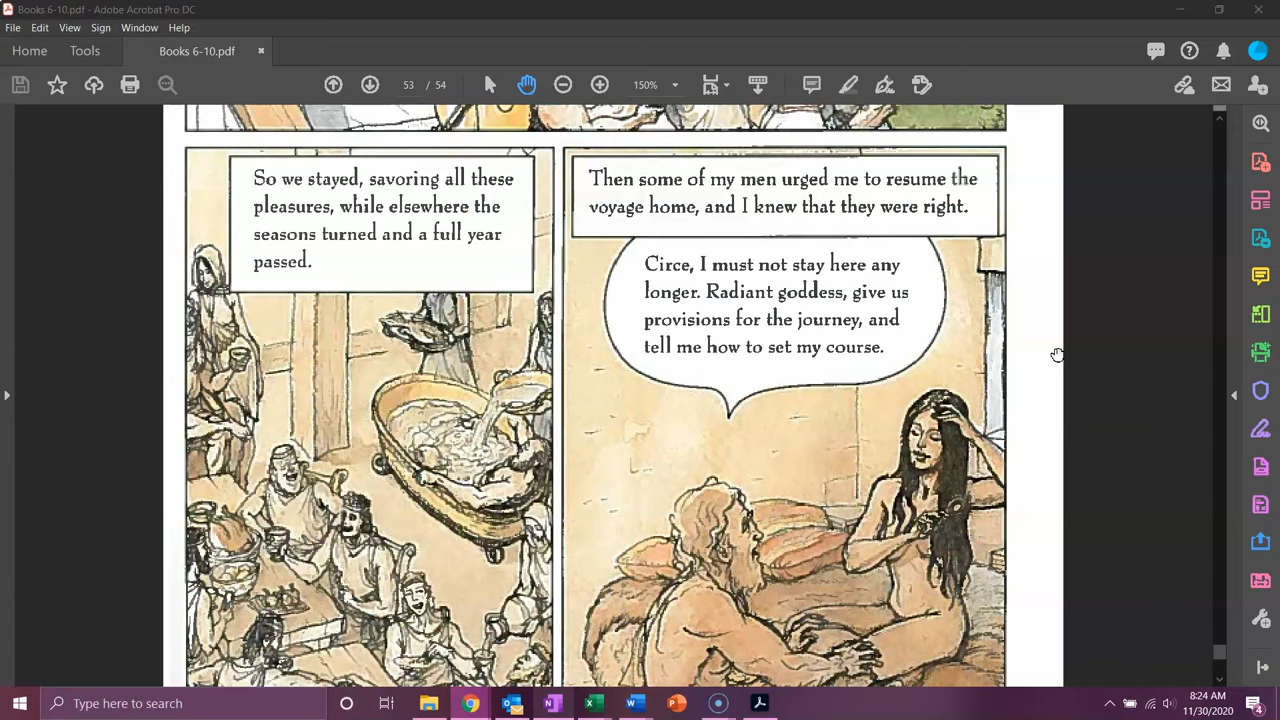 Books 6-10.pdf - Adobe Acrobat Pro DC
File Edit View Sign Window Help
Home Tools Books 6-10.pdf
53 / 54 150%
So we stayed, savoring all these
pleasures, while elsewhere the
seasons turned and a full year
passed.
Then some of my men urged me to resume the
voyage home, and I knew that they were right.
Circe, I must not stay here any
longer. Radiant goddess, give us
provisions for the journey, and
tell me how to set my course.
Type here to search
8:24 AM
11/30/2020
4